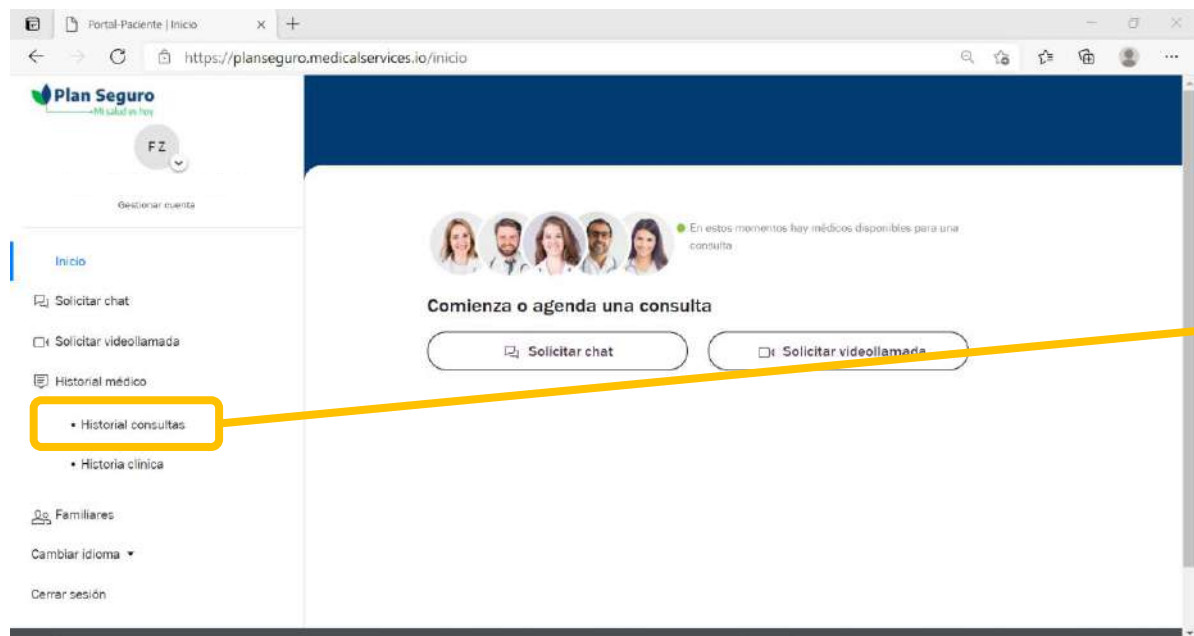 Portal-Paciente | Inicio
https://planseguro.medicalservices.io/inicio
Plan Seguro
Mi salud es hoy
F Z
Gestionar cuenta
En estos momentos hay médicos disponibles para una
consulta
Inicio
Solicitar chat
Comienza o agenda una consulta
Solicitar videollamada
Solicitar chat
Solicitar videollamada
Historial médico
• Historial consultas
• Historia clínica
Familiares
Cambiar idioma
Cerrar sesión